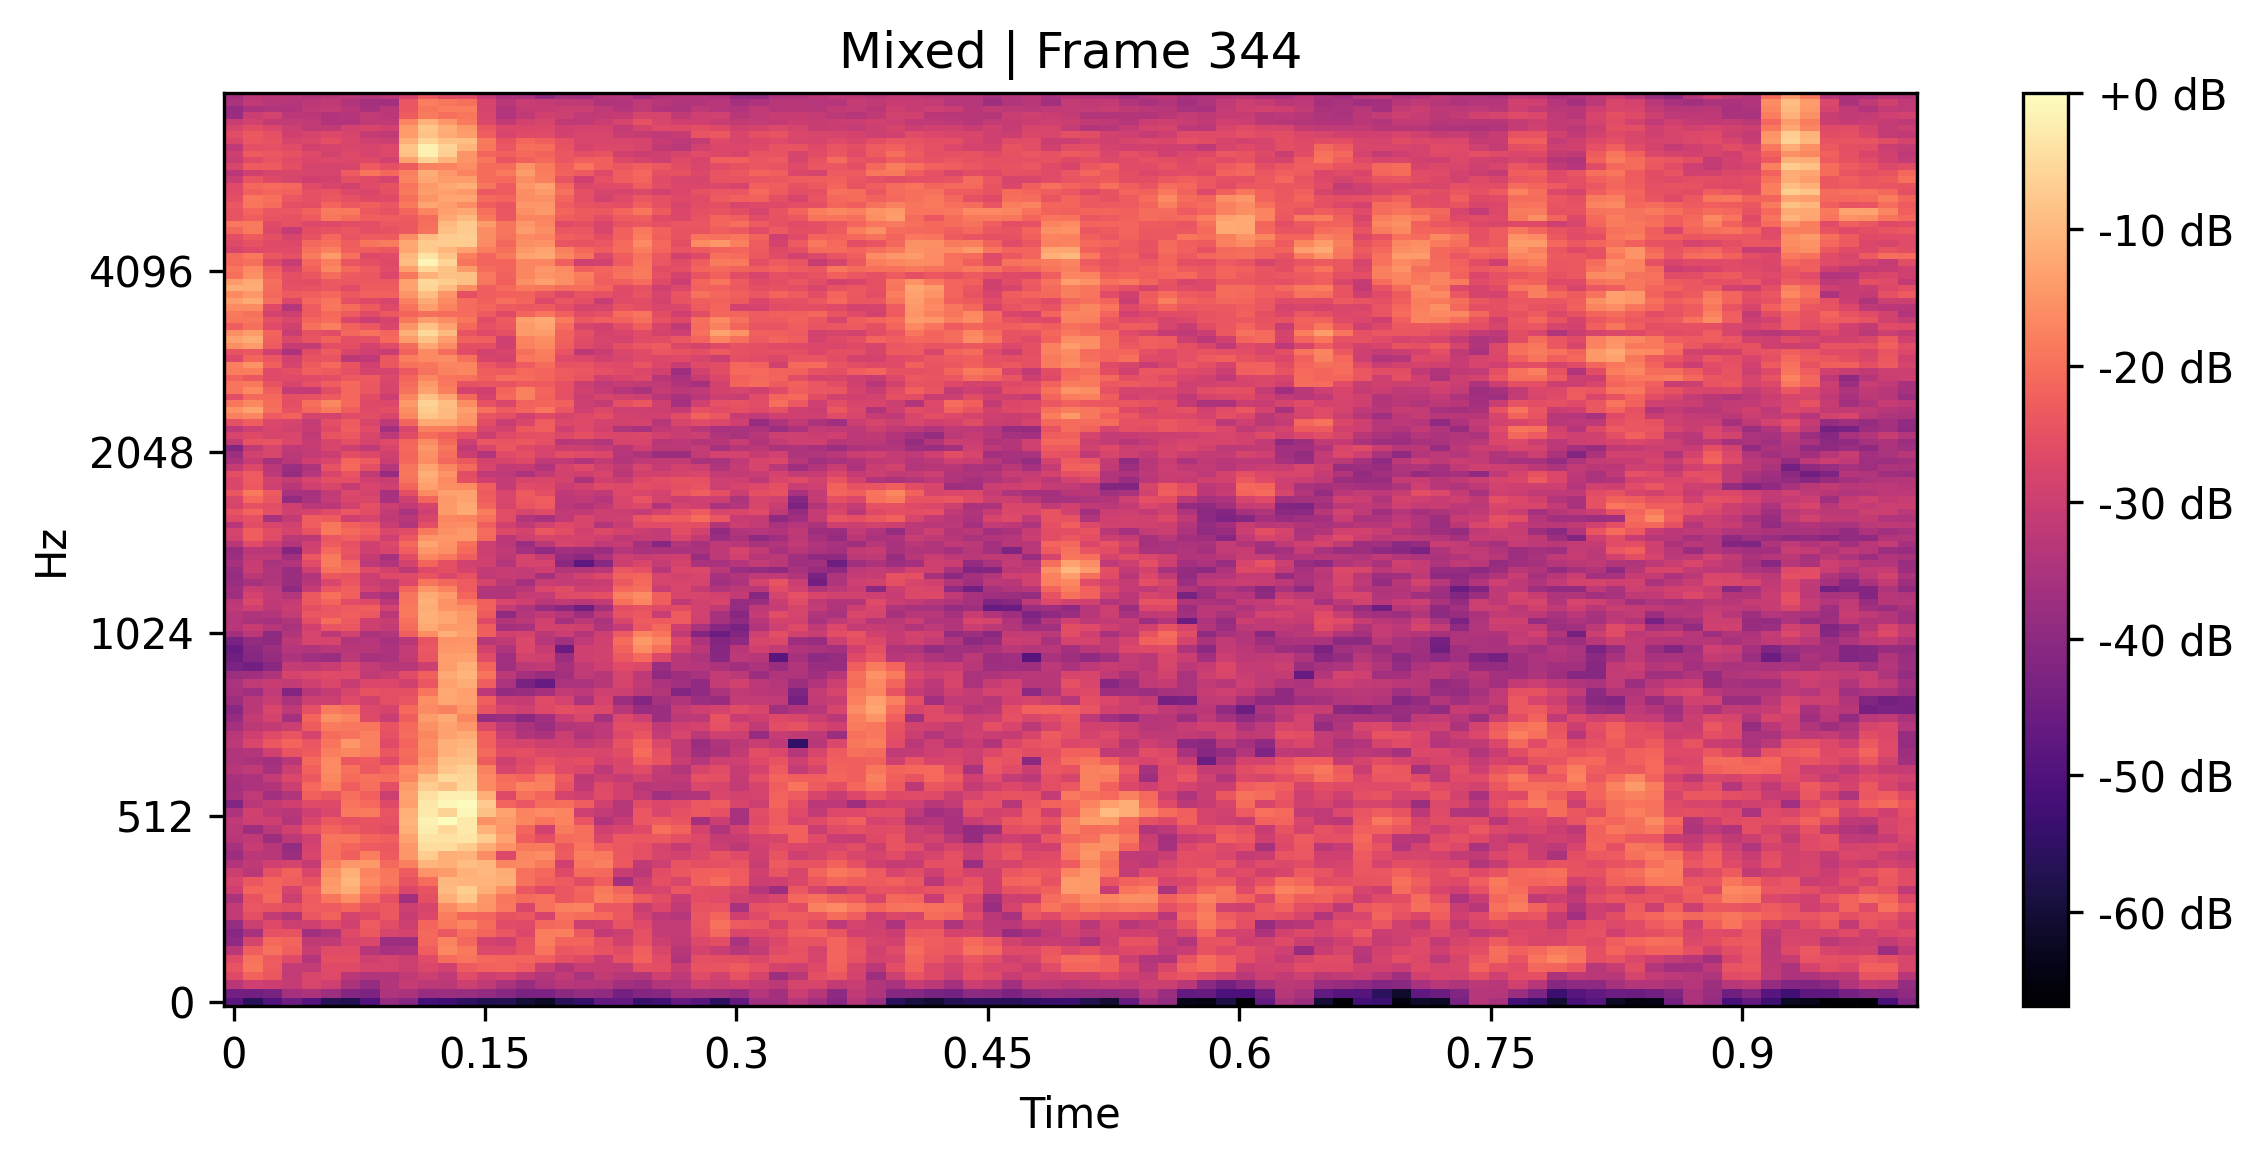 Mixed | Frame 344
+0 dB
-10 dB
-20 dB
-30 dB
-40 dB
-50 dB
-60 dB
4096
2048
1024
512
0
Hz
0 0.15 0.3 0.45 0.6 0.75 0.9
Time